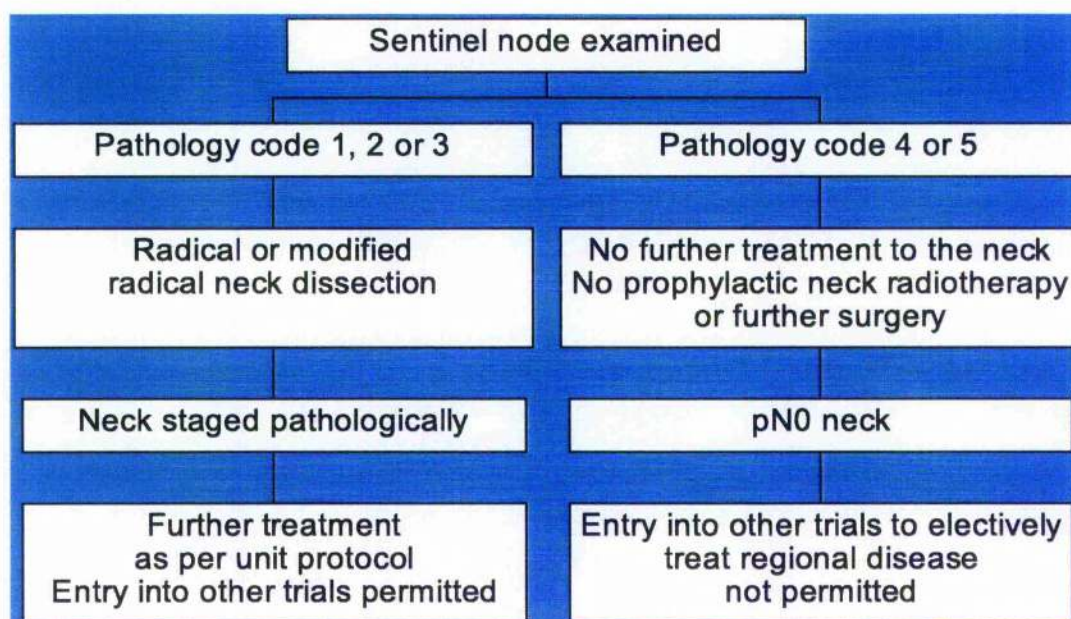 Sentinel node examined
Pathology code 1, 2 or 3
Pathology code 4 or 5
Radical or modified
radical neck dissection
No further treatment to the neck
No prophylactic neck radiotherapy
or further surgery
Neck staged pathologically
pN0 neck
Further treatment
as per unit protocol
Entry into other trials permitted
Entry into other trials to electively
treat regional disease
not permitted